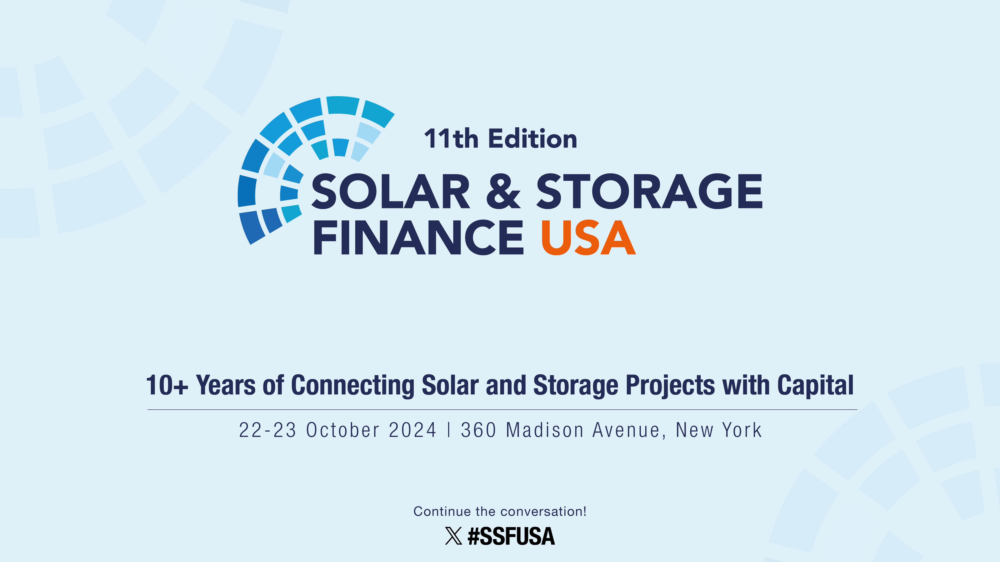 11th Edition
SOLAR & STORAGE
FINANCE USA
10+ Years of Connecting Solar and Storage Projects with Capital
22-23 October 2024 | 360 Madison Avenue, New York
Continue the conversation!
X #SSFUSA